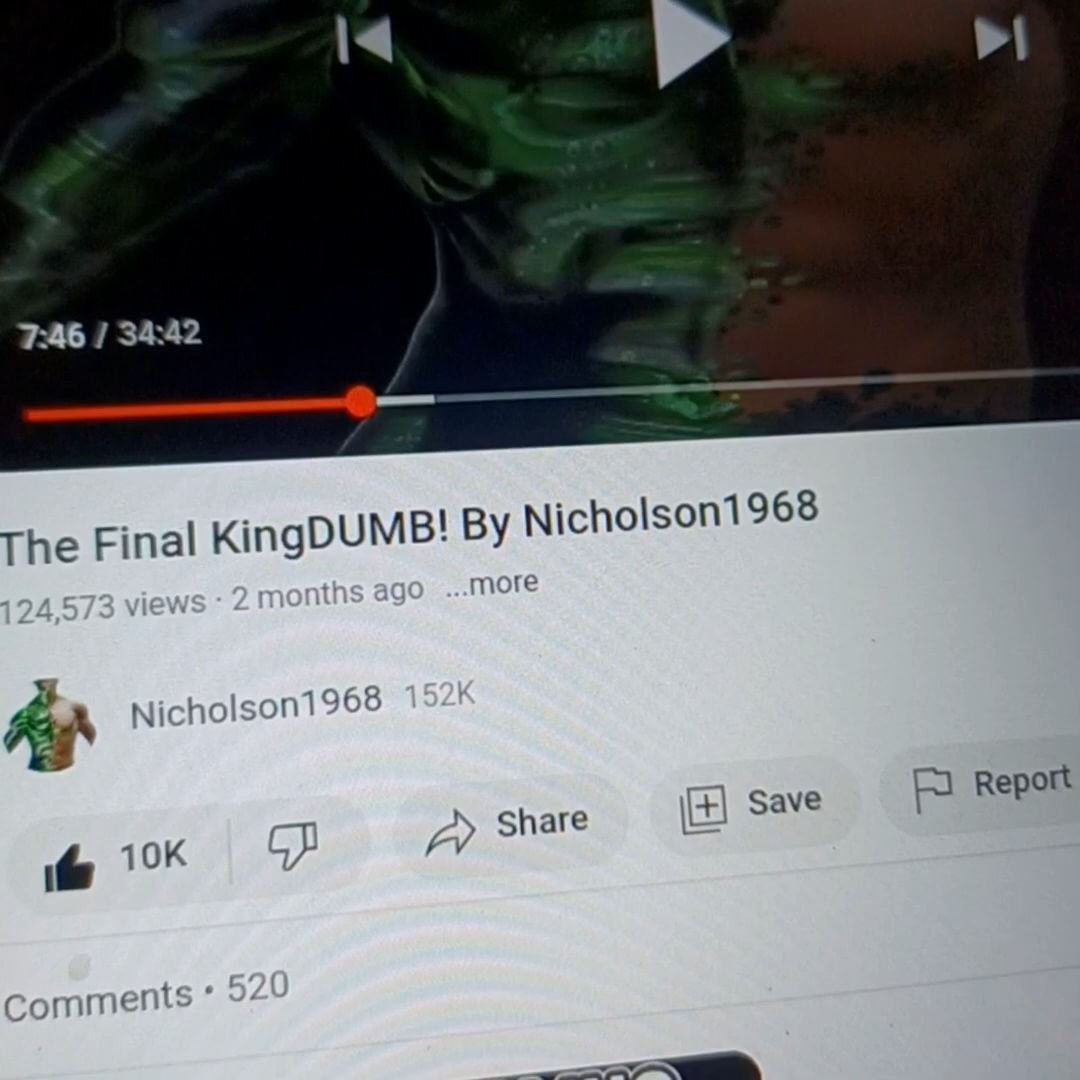 7:46 / 34:42
The Final KingDUMB! By Nicholson1968
124,573 views · 2 months ago ...more
Nicholson1968 152K
10K Share Save Report
Comments • 520